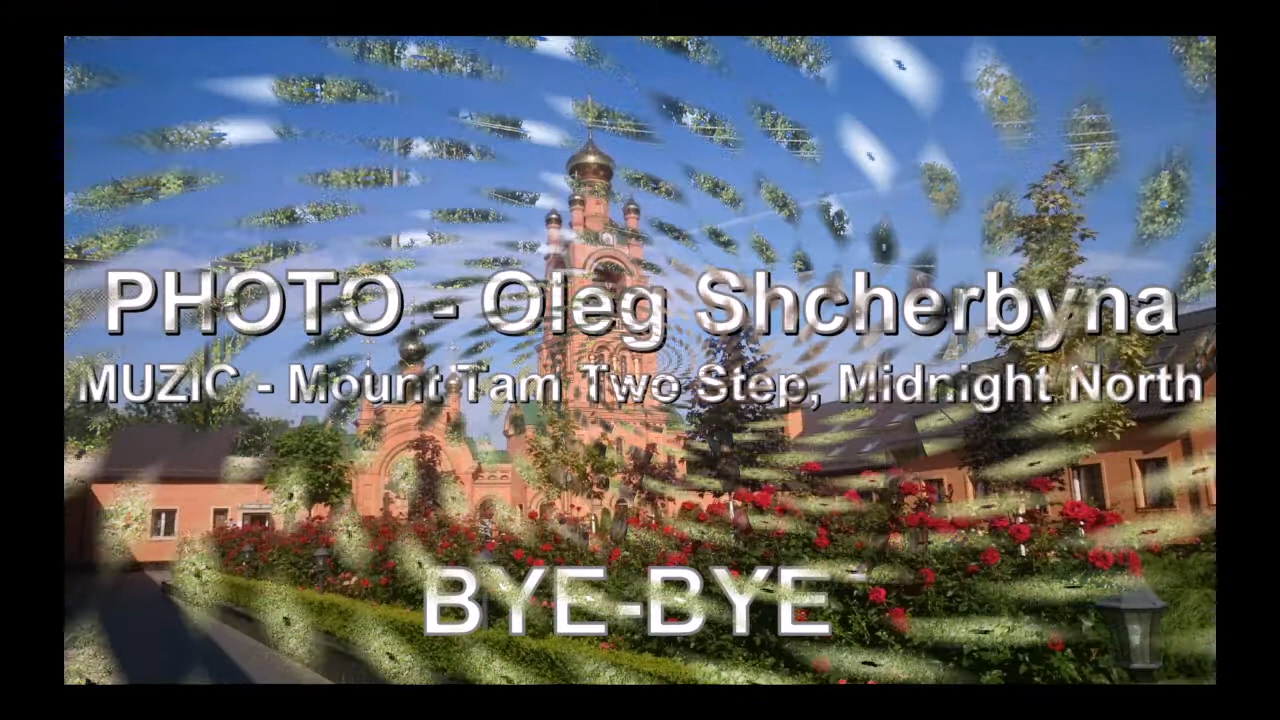 PHOTO - Oleg Shcherbyna
MUZIC - Mount Tam Two Step, Midnight North
BYE-BYE